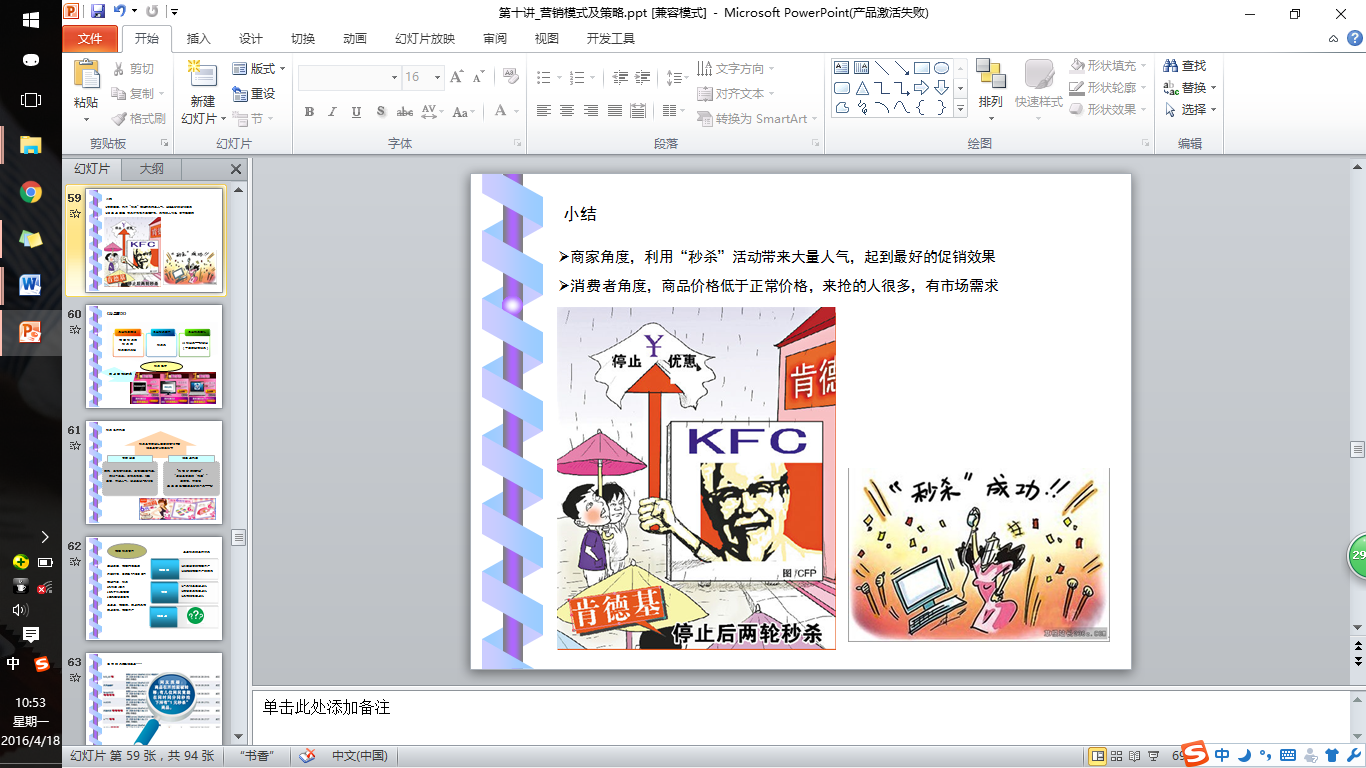 第十讲_营销模式及策略.ppt [兼容模式] - Microsoft PowerPoint(产品激活失败)
文件 开始 插入 设计 切换 动画 幻灯片放映 审阅 视图 开发工具
粘贴
剪切
复制
格式刷
剪贴板
新建
幻灯片
版式
重设
节
幻灯片
16
B I U S abc AV Aa A
字体
文字方向
对齐文本
转换为 SmartArt
段落
排列
快速样式
形状填充
形状轮廓
形状效果
绘图
查找
替换
选择
编辑
幻灯片 大纲
59
60
61
62
63
小结
商家角度，利用“秒杀”活动带来大量人气，起到最好的促销效果
消费者角度，商品价格低于正常价格，来抢的人很多，有市场需求
停止 ¥ 优惠
肯德
KFC
图/CFP
肯德基
停止后两轮秒杀
“秒杀”成功!!
单击此处添加备注
中
10:53
星期一
2016/4/18
幻灯片 第 59 张，共 94 张
“书香”
中文(中国)
中
29